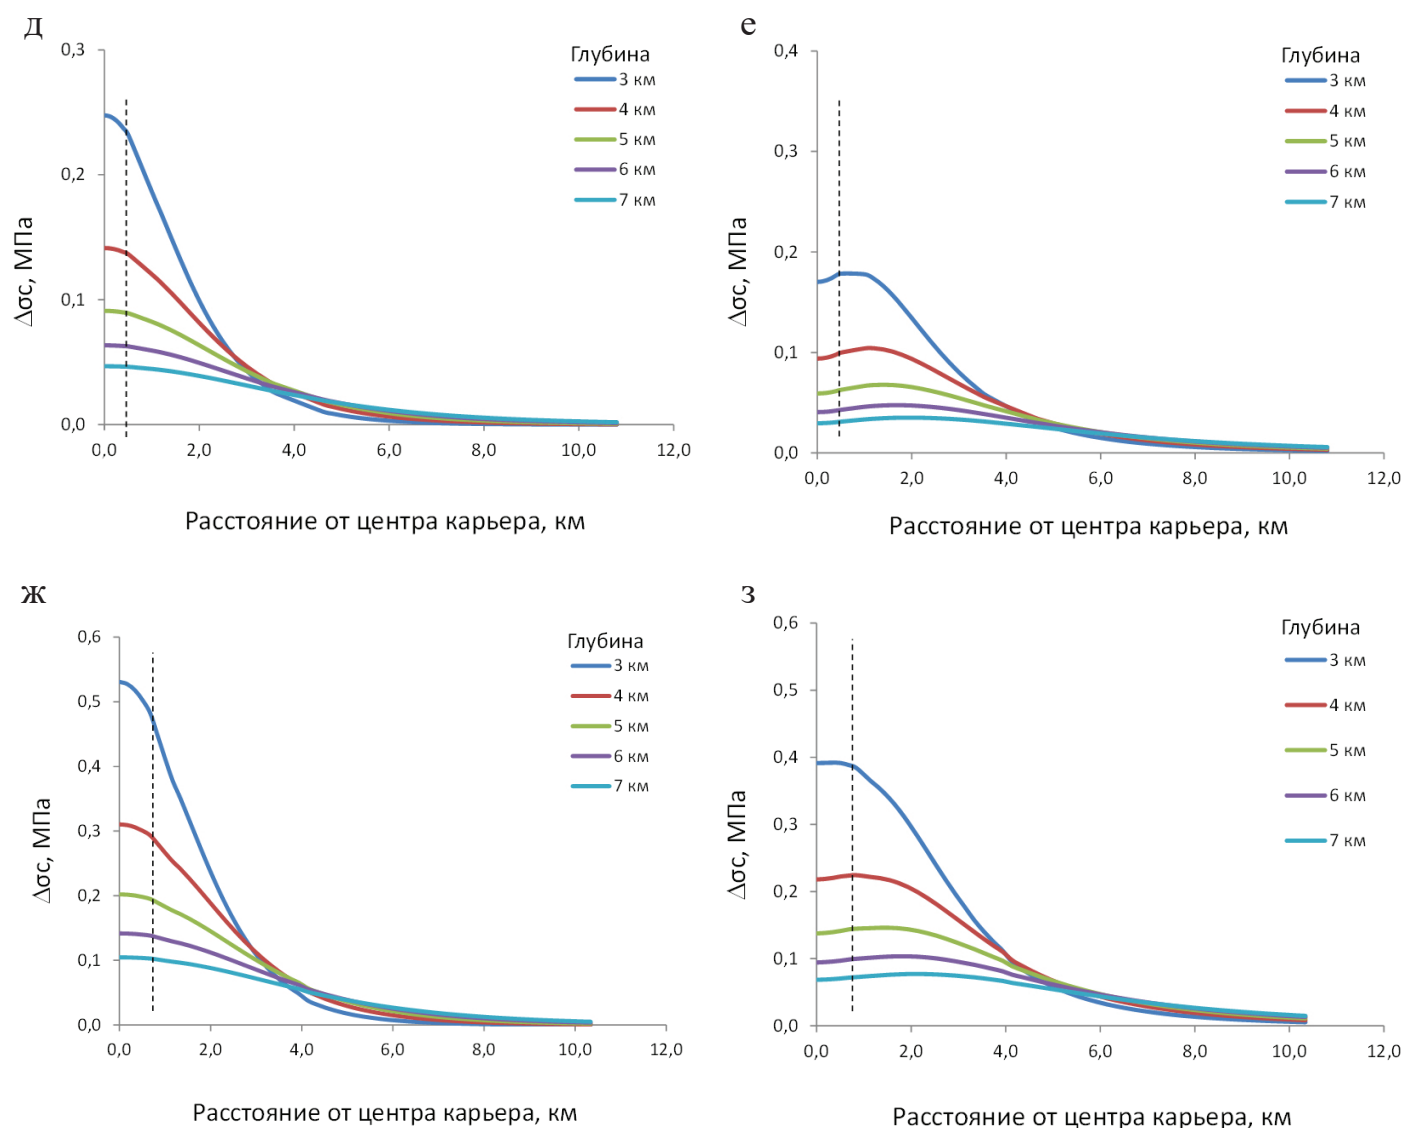 д
0,3
0,2
0,1
0,0
Δσс, МПа
Глубина
3 км
4 км
5 км
6 км
7 км
0,0 2,0 4,0 6,0 8,0 10,0 12,0
Расстояние от центра карьера, км
е
0,4
0,3
0,2
0,1
0,0
Δσс, МПа
Глубина
3 км
4 км
5 км
6 км
7 км
0,0 2,0 4,0 6,0 8,0 10,0 12,0
Расстояние от центра карьера, км
ж
0,6
0,5
0,4
0,3
0,2
0,1
0,0
Δσс, МПа
Глубина
3 км
4 км
5 км
6 км
7 км
0,0 2,0 4,0 6,0 8,0 10,0 12,0
Расстояние от центра карьера, км
з
0,6
0,5
0,4
0,3
0,2
0,1
0,0
Δσс, МПа
Глубина
3 км
4 км
5 км
6 км
7 км
0,0 2,0 4,0 6,0 8,0 10,0 12,0
Расстояние от центра карьера, км